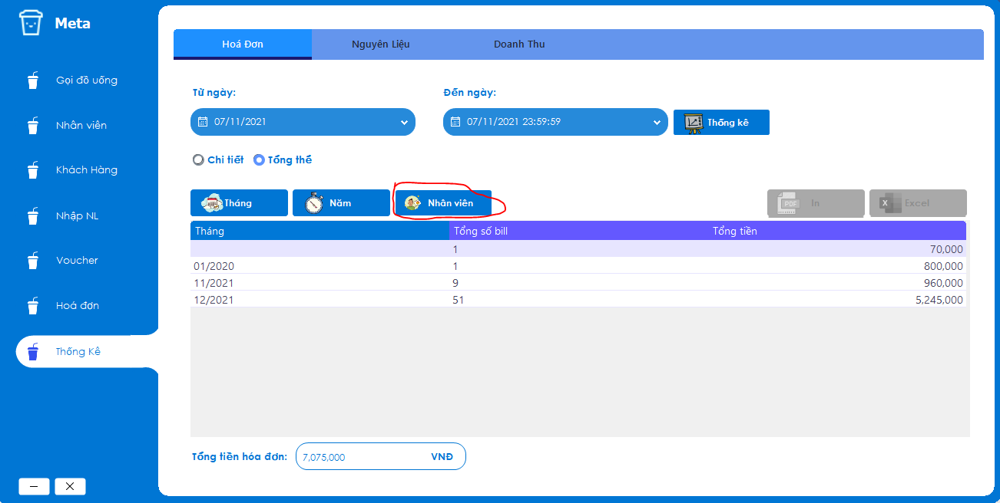 Meta
Gọi đồ uống
Nhân viên
Khách Hàng
Nhập NL
Voucher
Hoá đơn
Thống Kê
Hoá Đơn Nguyên Liệu Doanh Thu
Từ ngày: Đến ngày:
07/11/2021 07/11/2021 23:59:59 Thống kê
Chi tiết Tổng thể
Tháng Năm Nhân viên PDF In X Excel
Tháng Tổng số bill Tổng tiền
1 70,000
01/2020 1 800,000
11/2021 9 960,000
12/2021 51 5,245,000
Tổng tiền hóa đơn: 7,075,000 VNĐ